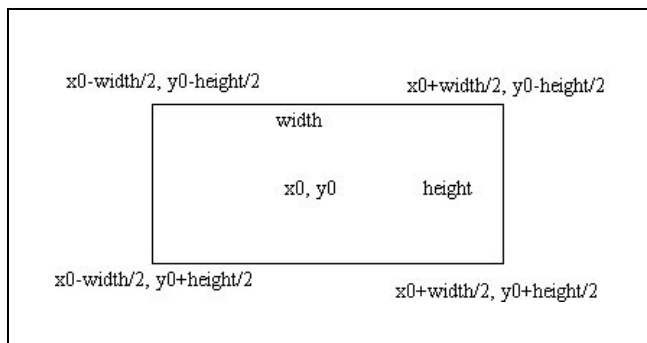 x0-width/2, y0-height/2
x0+width/2, y0-height/2
width
x0, y0
height
x0-width/2, y0+height/2
x0+width/2, y0+height/2